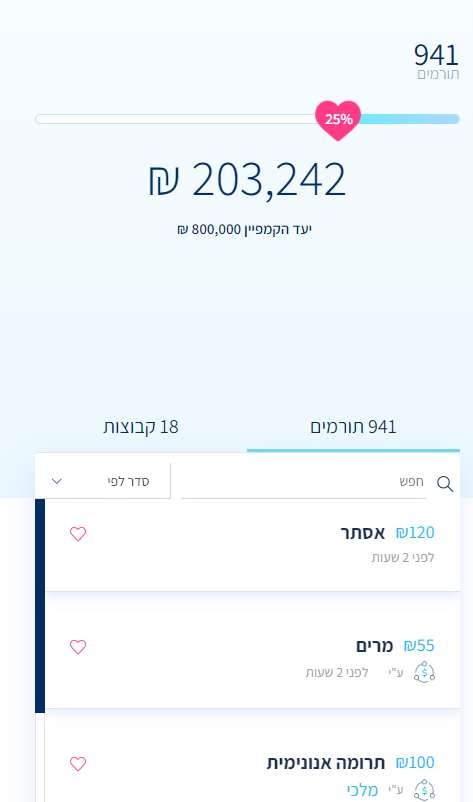 941
תורמים
25%
203,242 ₪
יעד הקמפיין 800,000 ₪
941 תורמים
18 קבוצות
חפש
סדר לפי
₪120 אסתר
לפני 2 שעות
₪55 מרים
ע"י לפני 2 שעות
₪100 תרומה אנונימית
ע"י מלכי